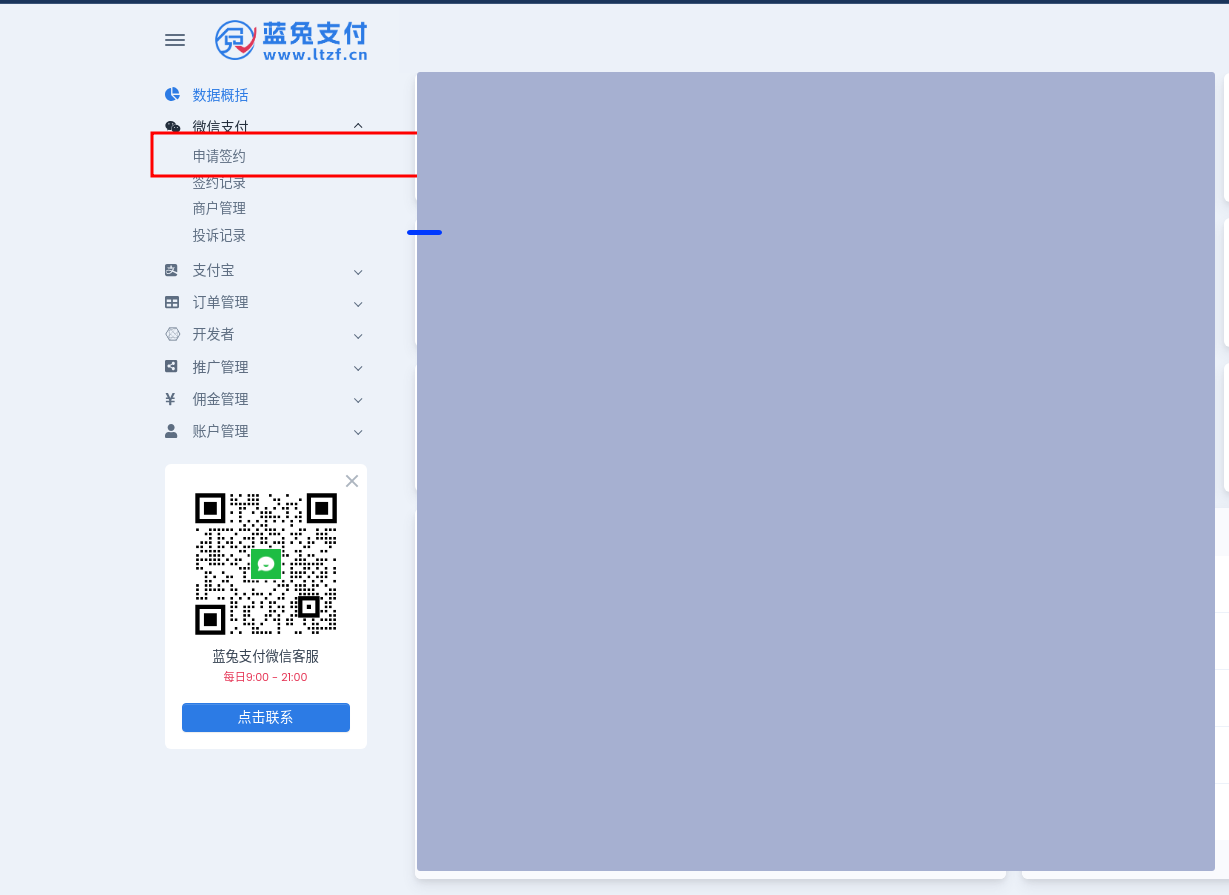 蓝兔支付
www.ltzf.cn
数据概括
微信支付
申请签约
签约记录
商户管理
投诉记录
支付宝
订单管理
开发者
推广管理
佣金管理
账户管理
蓝兔支付微信客服
每日9:00 - 21:00
点击联系